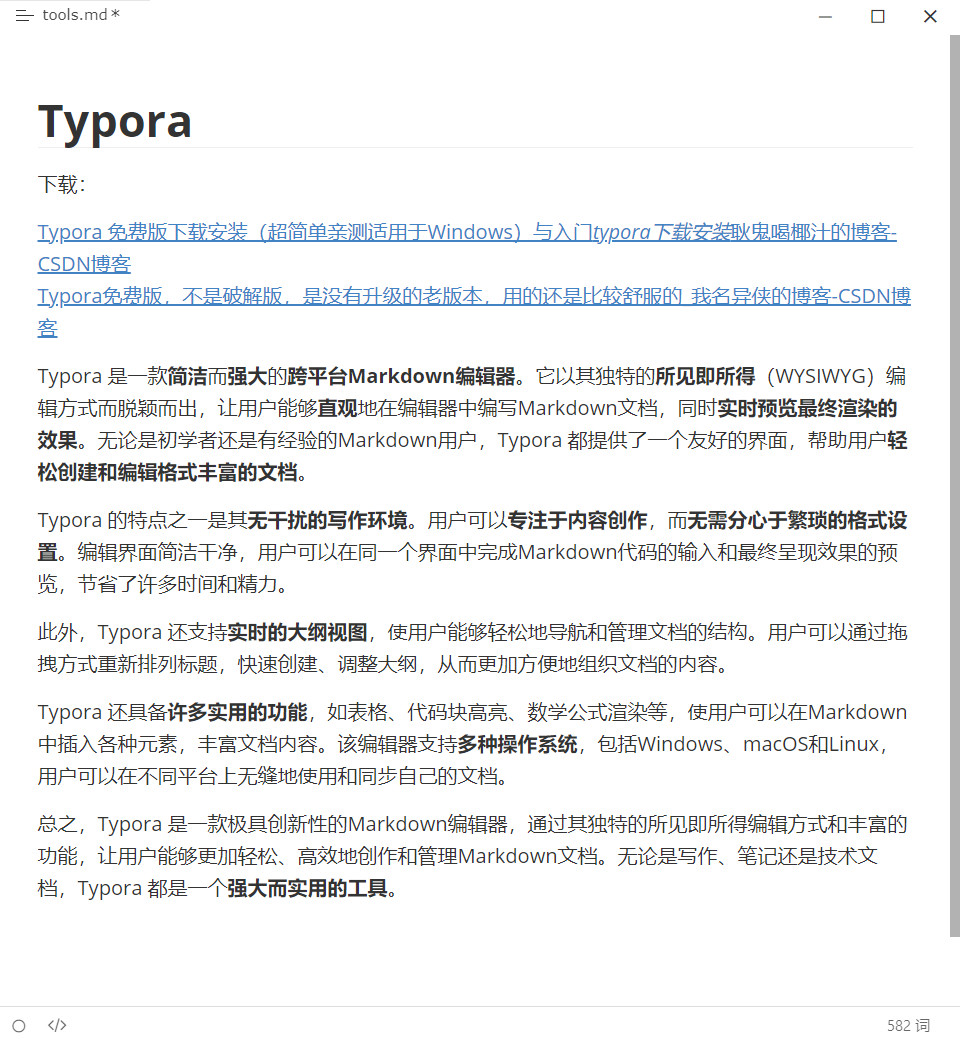 tools.md*
Typora
下载：
Typora 免费版下载安装（超简单亲测适用于Windows）与入门typora下载安装耿鬼喝椰汁的博客-
CSDN博客
Typora免费版，不是破解版，是没有升级的老版本，用的还是比较舒服的_我名异侠的博客-CSDN博
客
Typora 是一款简洁而强大的跨平台Markdown编辑器。它以其独特的所见即所得（WYSIWYG）编
辑方式而脱颖而出，让用户能够直观地在编辑器中编写Markdown文档，同时实时预览最终渲染的
效果。无论是初学者还是有经验的Markdown用户，Typora 都提供了一个友好的界面，帮助用户轻
松创建和编辑格式丰富的文档。
Typora 的特点之一是其无干扰的写作环境。用户可以专注于内容创作，而无需分心于繁琐的格式设
置。编辑界面简洁干净，用户可以在同一个界面中完成Markdown代码的输入和最终呈现效果的预
览，节省了许多时间和精力。
此外，Typora 还支持实时的大纲视图，使用户能够轻松地导航和管理文档的结构。用户可以通过拖
拽方式重新排列标题，快速创建、调整大纲，从而更加方便地组织文档的内容。
Typora 还具备许多实用的功能，如表格、代码块高亮、数学公式渲染等，使用户可以在Markdown
中插入各种元素，丰富文档内容。该编辑器支持多种操作系统，包括Windows、macOS和Linux，
用户可以在不同平台上无缝地使用和同步自己的文档。
总之，Typora 是一款极具创新性的Markdown编辑器，通过其独特的所见即所得编辑方式和丰富的
功能，让用户能够更加轻松、高效地创作和管理Markdown文档。无论是写作、笔记还是技术文
档，Typora 都是一个强大而实用的工具。
582 词